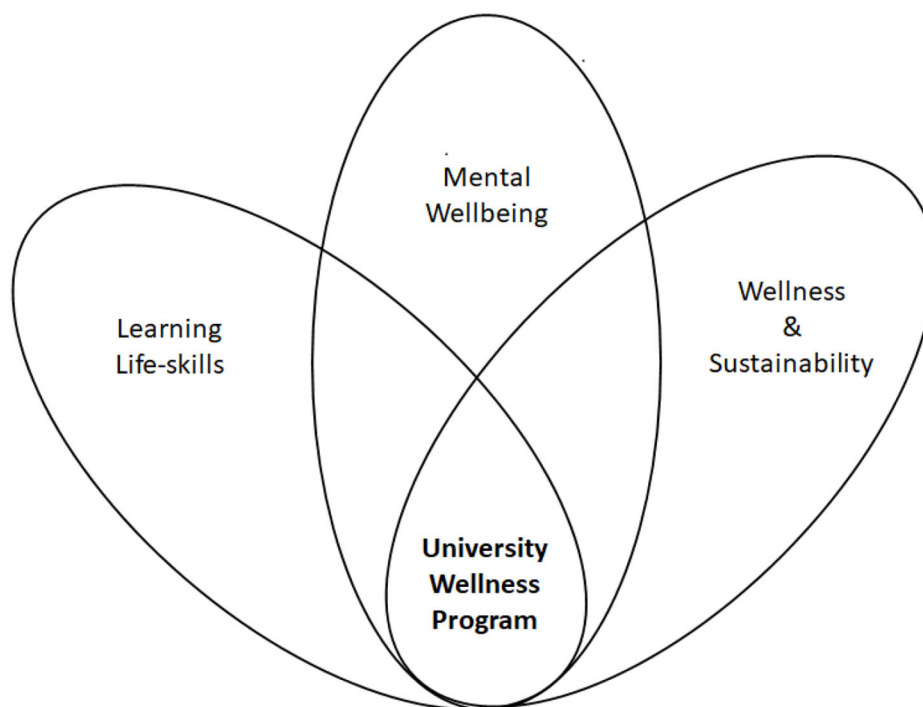 Mental
Wellbeing
Learning
Life-skills
Wellness
&
Sustainability
University
Wellness
Program